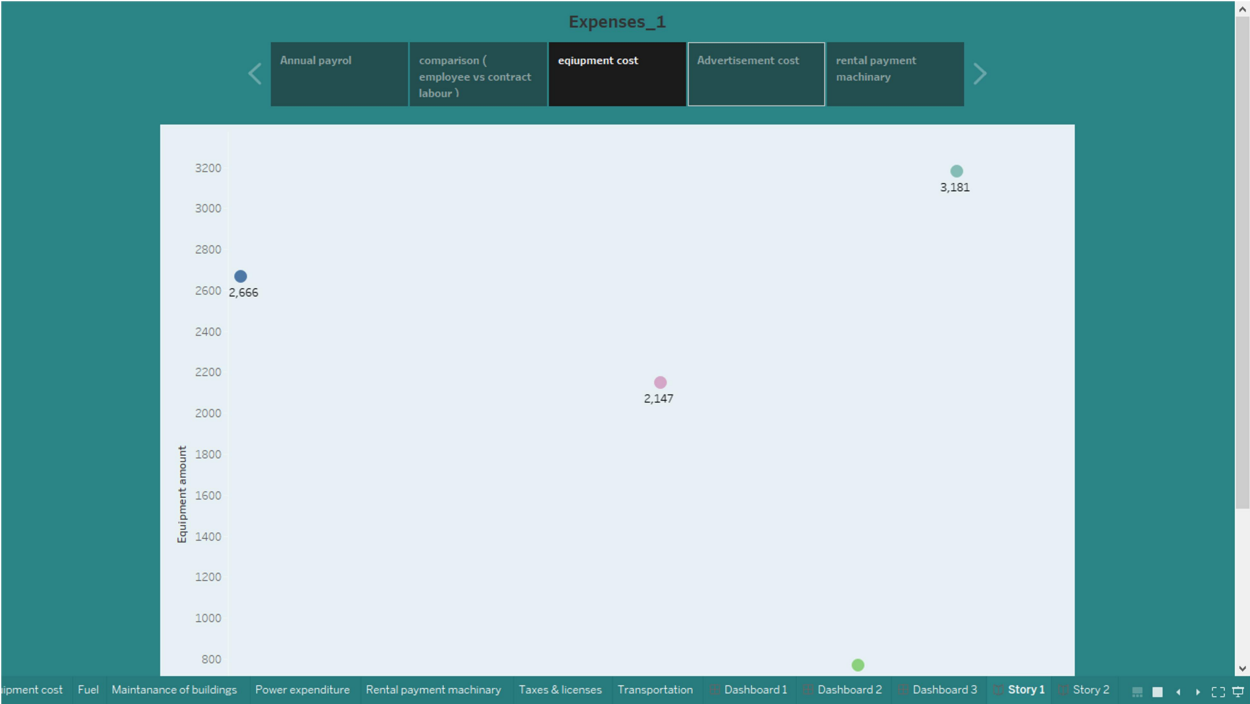 Expenses_1
Annual payrol
comparison (
employee vs contract
labour )
eqiupment cost
Advertisement cost
rental payment
machinary
3200
3000
2800
2600
2400
2200
2000
1800
1600
1400
1200
1000
800
Equipment amount
3,181
2,666
2,147
uipment cost Fuel Maintanance of buildings Power expenditure Rental payment machinary Taxes & licenses Transportation Dashboard 1 Dashboard 2 Dashboard 3 Story 1 Story 2